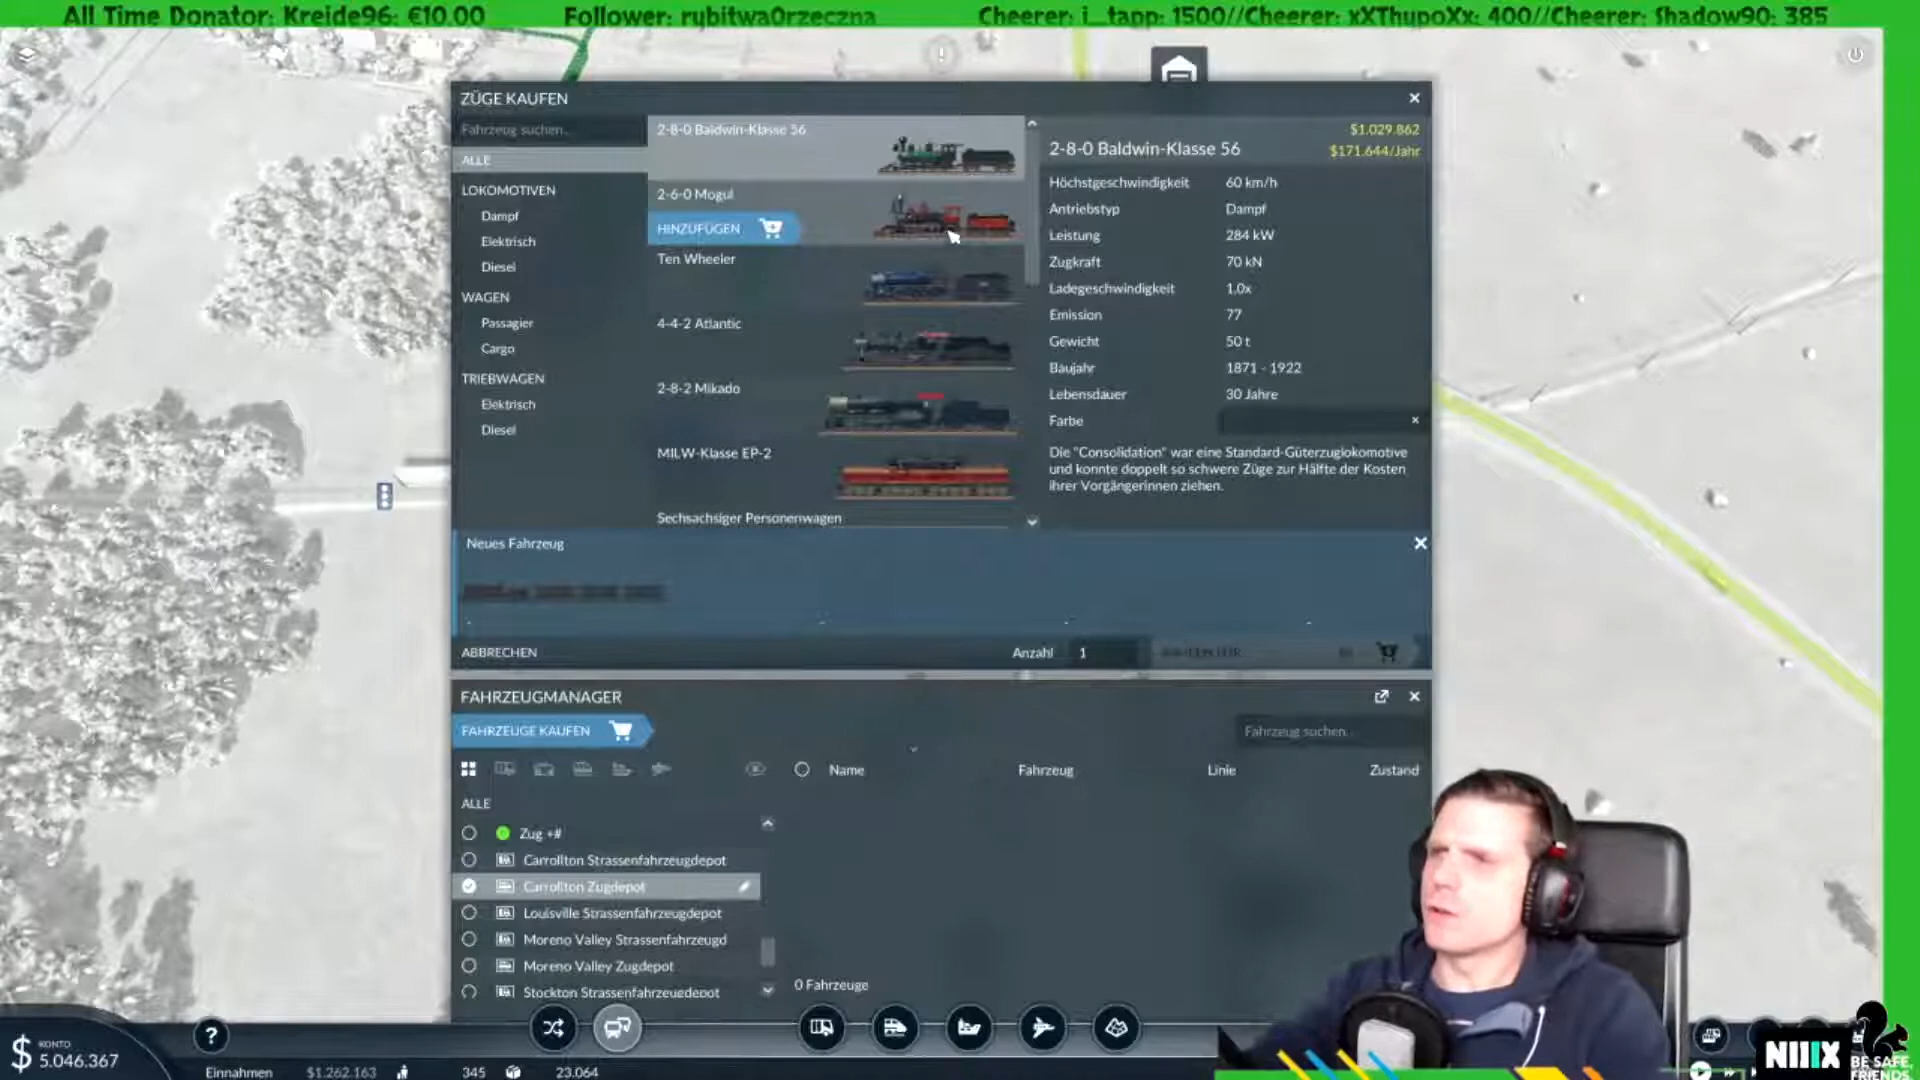 All Time Donator: Kreide96: €10.00 Follower: rybitwa0rzeczna Cheerer: i_tapp: 1500//Cheerer: xXThupoXx: 400//Cheerer: Shadow90: 385
ZÜGE KAUFEN
Fahrzeug suchen...
ALLE
LOKOMOTIVEN
Dampf
Elektrisch
Diesel
WAGEN
Passagier
Cargo
TRIEBWAGEN
Elektrisch
Diesel
2-8-0 Baldwin-Klasse 56
2-6-0 Mogul
HINZUFÜGEN
Ten Wheeler
4-4-2 Atlantic
2-8-2 Mikado
MILW-Klasse EP-2
Sechsachsiger Personenwagen
$1.029.862
2-8-0 Baldwin-Klasse 56 $171.644/Jahr
Höchstgeschwindigkeit 60 km/h
Antriebstyp Dampf
Leistung 284 kW
Zugkraft 70 kN
Ladegeschwindigkeit 1.0x
Emission 77
Gewicht 50 t
Baujahr 1871 - 1922
Lebensdauer 30 Jahre
Farbe
Die "Consolidation" war eine Standard-Güterzuglokomotive
und konnte doppelt so schwere Züge zur Hälfte der Kosten
ihrer Vorgängerinnen ziehen.
Neues Fahrzeug
ABBRECHEN Anzahl 1
FAHRZEUGMANAGER
FAHRZEUGE KAUFEN Fahrzeug suchen...
Name Fahrzeug Linie Zustand
ALLE
Zug +#
Carrollton Strassenfahrzeugdepot
Carrollton Zugdepot
Louisville Strassenfahrzeugdepot
Moreno Valley Strassenfahrzeugd
Moreno Valley Zugdepot
Stockton Strassenfahrzeugdepot
0 Fahrzeuge
$ KONTO
5.046.367
?
Einnahmen $1.262.163 345 23.064
NIIIX
BE SAFE,
FRIENDS